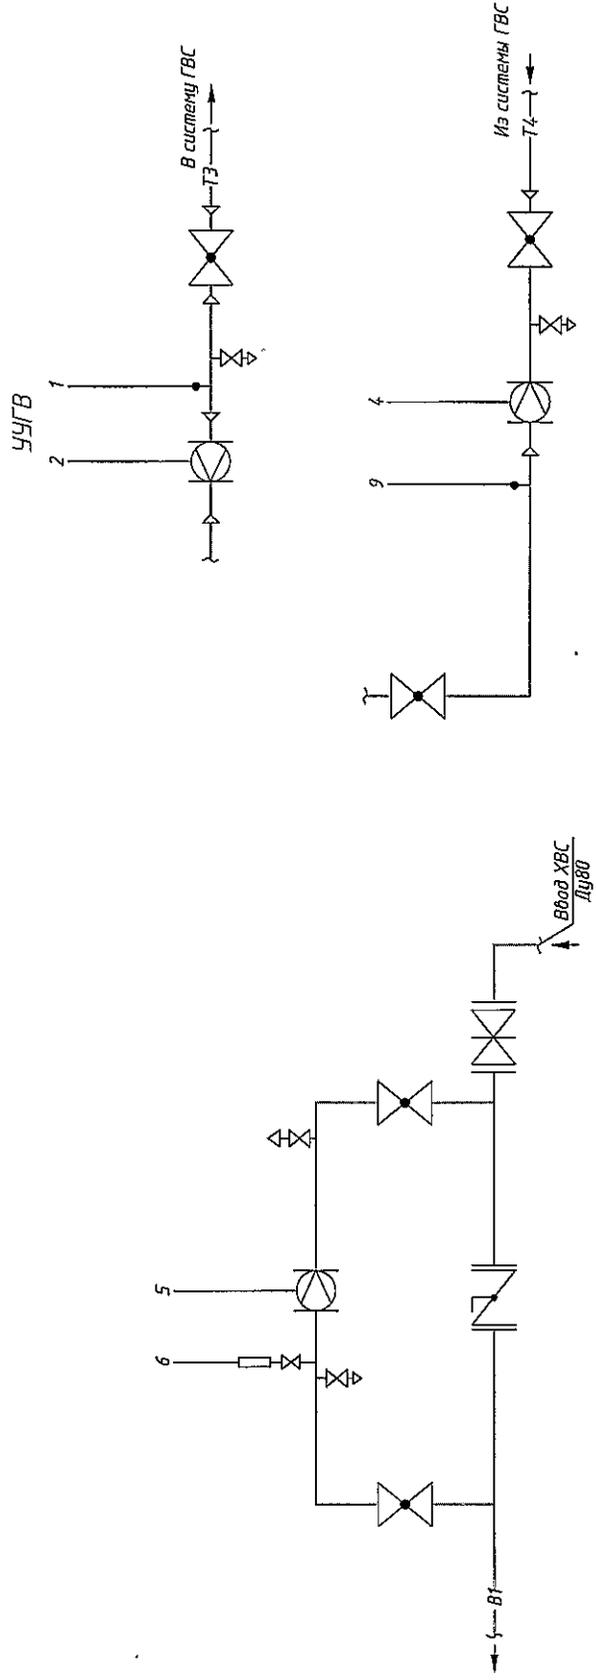 УУГВ
1
2
В систему ГВС
Т3
4
9
Из системы ГВС
Т4
5
6
Ввод ХВС
Ду80
В1